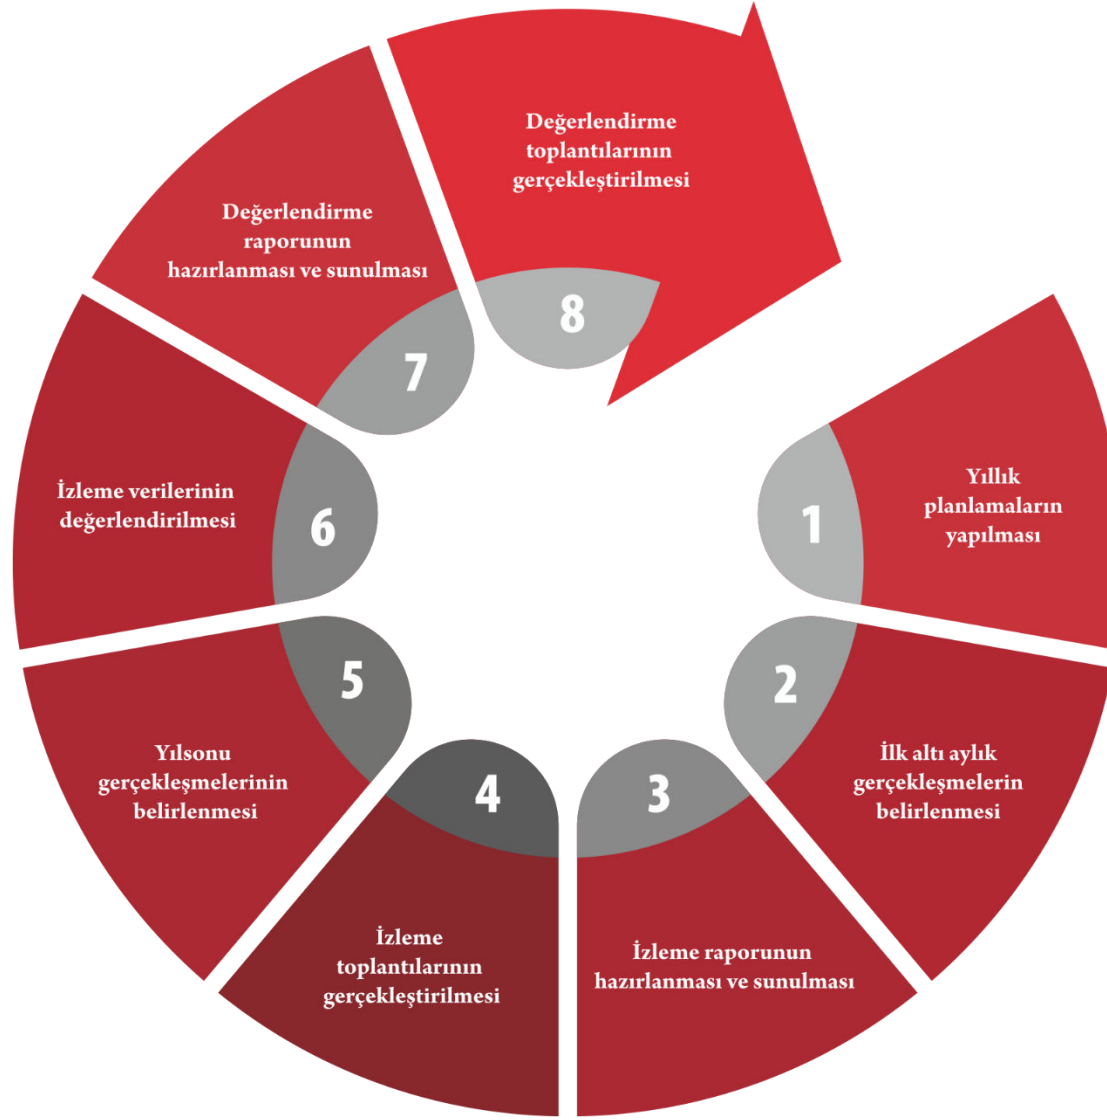 1
Yıllık
planlamaların
yapılması
2
İlk altı aylık
gerçekleşmelerin
belirlenmesi
3
İzleme raporunun
hazırlanması ve sunulması
4
İzleme
toplantılarının
gerçekleştirilmesi
5
Yılsonu
gerçekleşmelerinin
belirlenmesi
6
İzleme verilerinin
değerlendirilmesi
7
Değerlendirme
raporunun
hazırlanması ve sunulması
8
Değerlendirme
toplantılarının
gerçekleştirilmesi